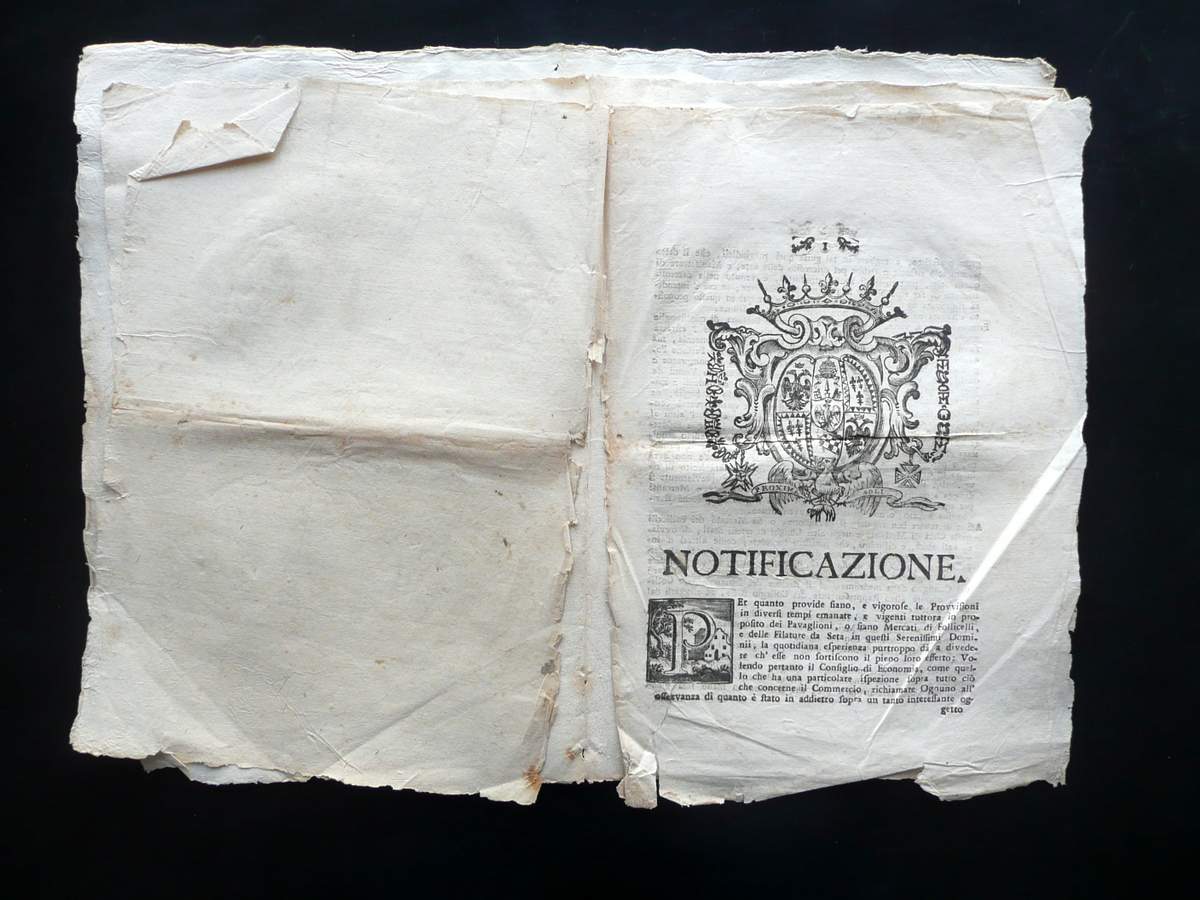 I
PROXIMA SOLI
NOTIFICAZIONE.
PEr quanto provide ſiano, e vigoroſe le Provviſioni
in diverſi tempi emanate, e vigenti tuttora in pro-
poſito dei Pavaglioni, o ſiano Mercati di Follicelli,
e delle Filature da Seta in queſti Sereniſſimi Domi-
nii, la quotidiana eſperienza purtroppo dà a divede-
re ch' eſſe non ſortiſcono il pieno loro effetto; Vo-
lendo pertanto il Conſiglio di Economia, come quel-
lo che ha una particolare iſpezione ſopra tutto ciò
che concerne il Commercio, richiamare Ognuno all'
oſſervanza di quanto è ſtato in addietro ſopra un tanto intereſſante og-
getto